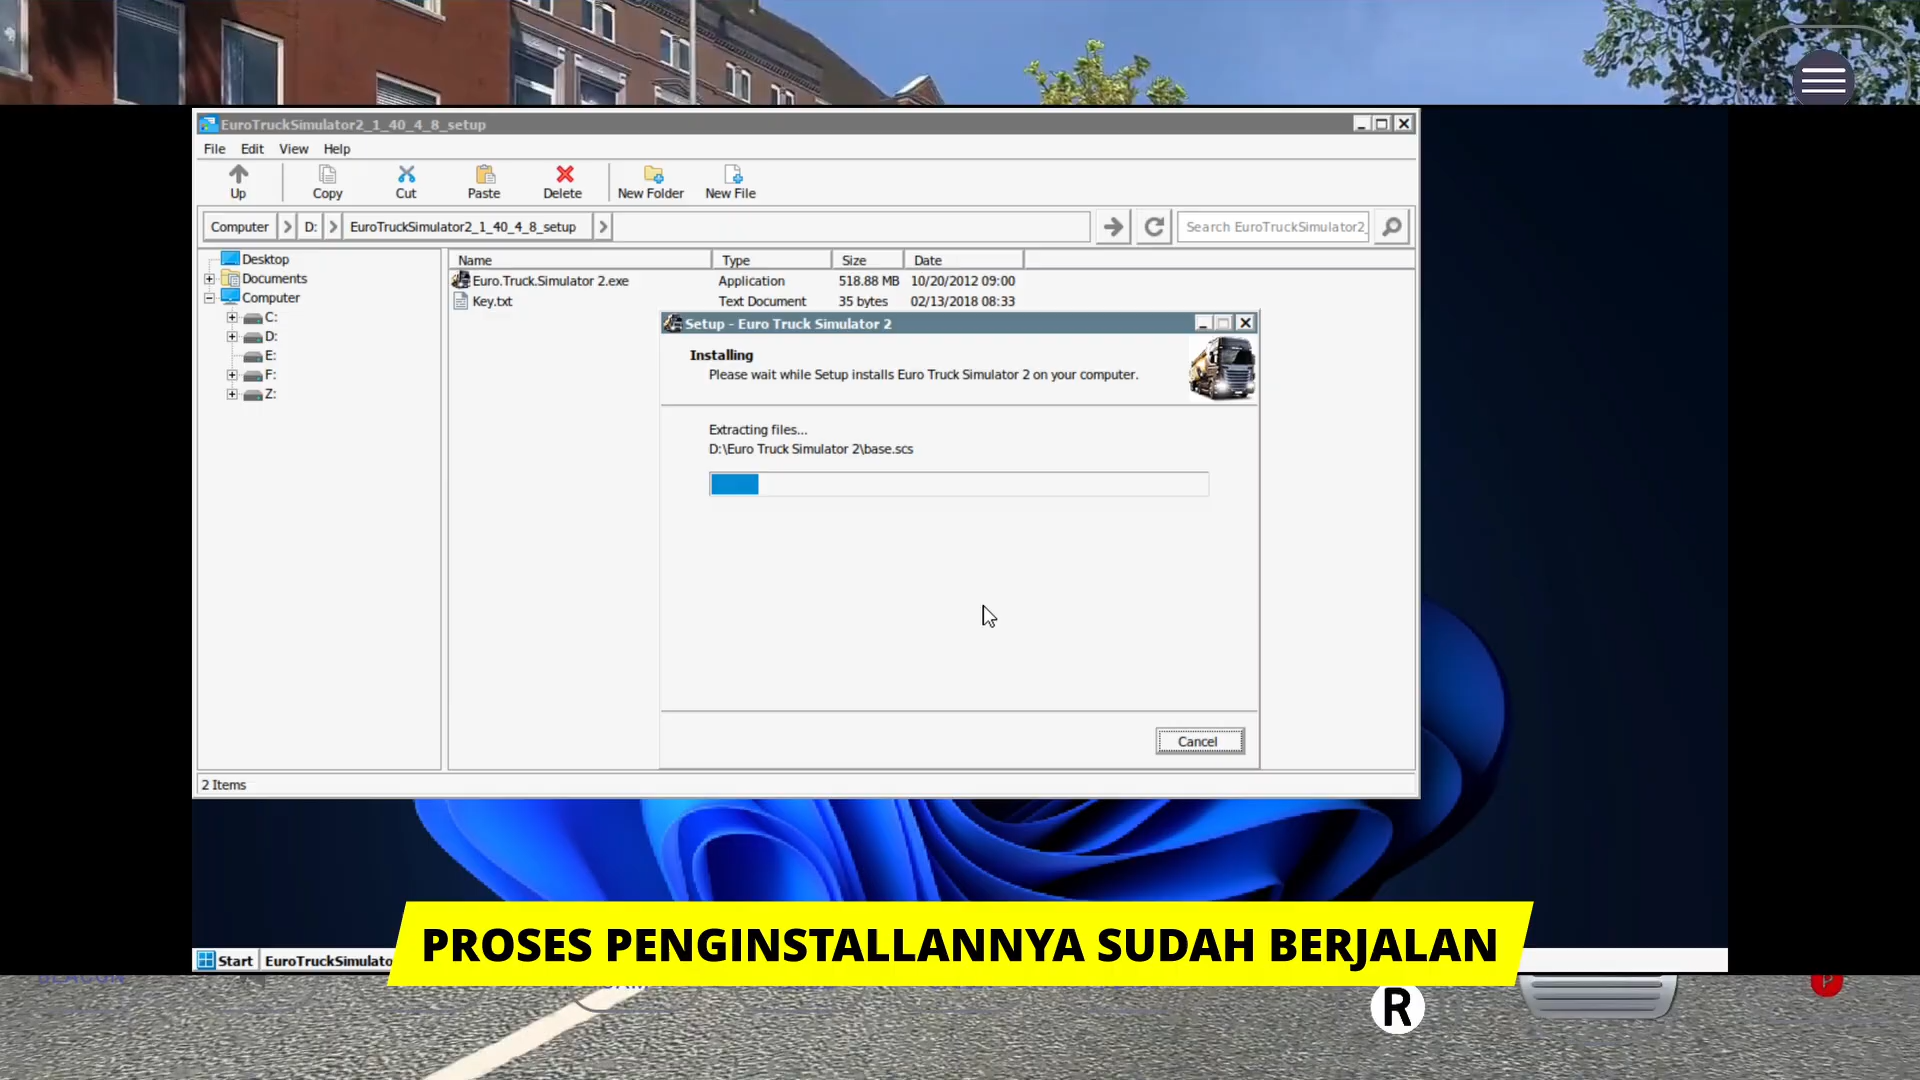 EuroTruckSimulator2_1_40_4_8_setup
File Edit View Help
Up Copy Cut Paste Delete New Folder New File
Computer D: EuroTruckSimulator2_1_40_4_8_setup Search EuroTruckSimulator2_
Desktop
Documents
Computer
C:
D:
E:
F:
Z:
Name Type Size Date
Euro.Truck.Simulator 2.exe Application 518.88 MB 10/20/2012 09:00
Key.txt Text Document 35 bytes 02/13/2018 08:33
Setup - Euro Truck Simulator 2
Installing
Please wait while Setup installs Euro Truck Simulator 2 on your computer.
Extracting files...
D:\Euro Truck Simulator 2\base.scs
Cancel
2 Items
PROSES PENGINSTALLANNYA SUDAH BERJALAN
Start EuroTruckSimulato
R
P